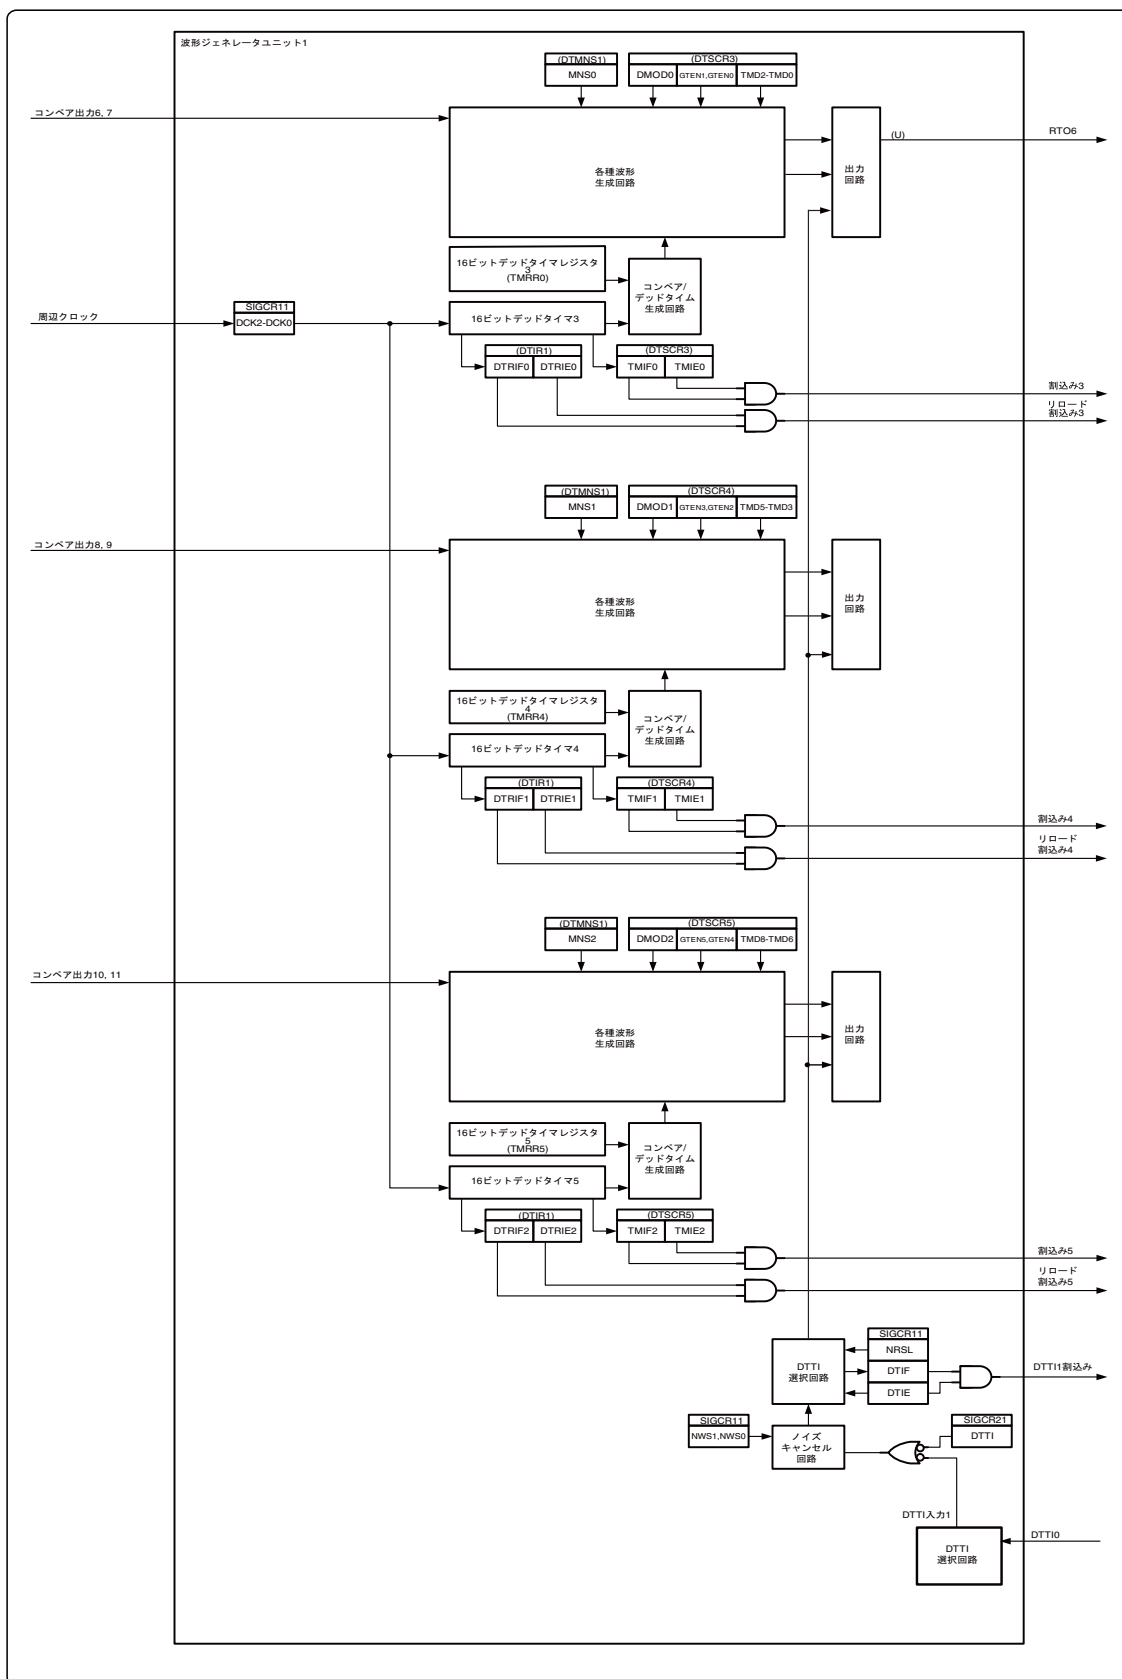 波形ジェネレータユニット1
(DTMNS1)
MNS0
(DTSCR3)
DMOD0
GTEN1,GTEN0
TMD2-TMD0
コンペア出力6, 7
各種波形
生成回路
出力
回路
(U)
RTO6
16ビットデッドタイマレジスタ
3
(TMRR0)
コンペア/
デッドタイム
生成回路
周辺クロック
SIGCR11
DCK2-DCK0
16ビットデッドタイマ3
(DTIR1)
DTRIF0
DTRIE0
(DTSCR3)
TMIF0
TMIE0
割込み3
リロード
割込み3
(DTMNS1)
MNS1
(DTSCR4)
DMOD1
GTEN3,GTEN2
TMD5-TMD3
コンペア出力8, 9
各種波形
生成回路
出力
回路
16ビットデッドタイマレジスタ
4
(TMRR4)
コンペア/
デッドタイム
生成回路
16ビットデッドタイマ4
(DTIR1)
DTRIF1
DTRIE1
(DTSCR4)
TMIF1
TMIE1
割込み4
リロード
割込み4
(DTMNS1)
MNS2
(DTSCR5)
DMOD2
GTEN5,GTEN4
TMD8-TMD6
コンペア出力10, 11
各種波形
生成回路
出力
回路
16ビットデッドタイマレジスタ
5
(TMRR5)
コンペア/
デッドタイム
生成回路
16ビットデッドタイマ5
(DTIR1)
DTRIF2
DTRIE2
(DTSCR5)
TMIF2
TMIE2
割込み5
リロード
割込み5
DTTI
選択回路
SIGCR11
NRSL
DTIF
DTIE
DTTI1割込み
SIGCR11
NWS1,NWS0
ノイズ
キャンセル
回路
SIGCR21
DTTI
DTTI入力1
DTTI
選択回路
DTTI0